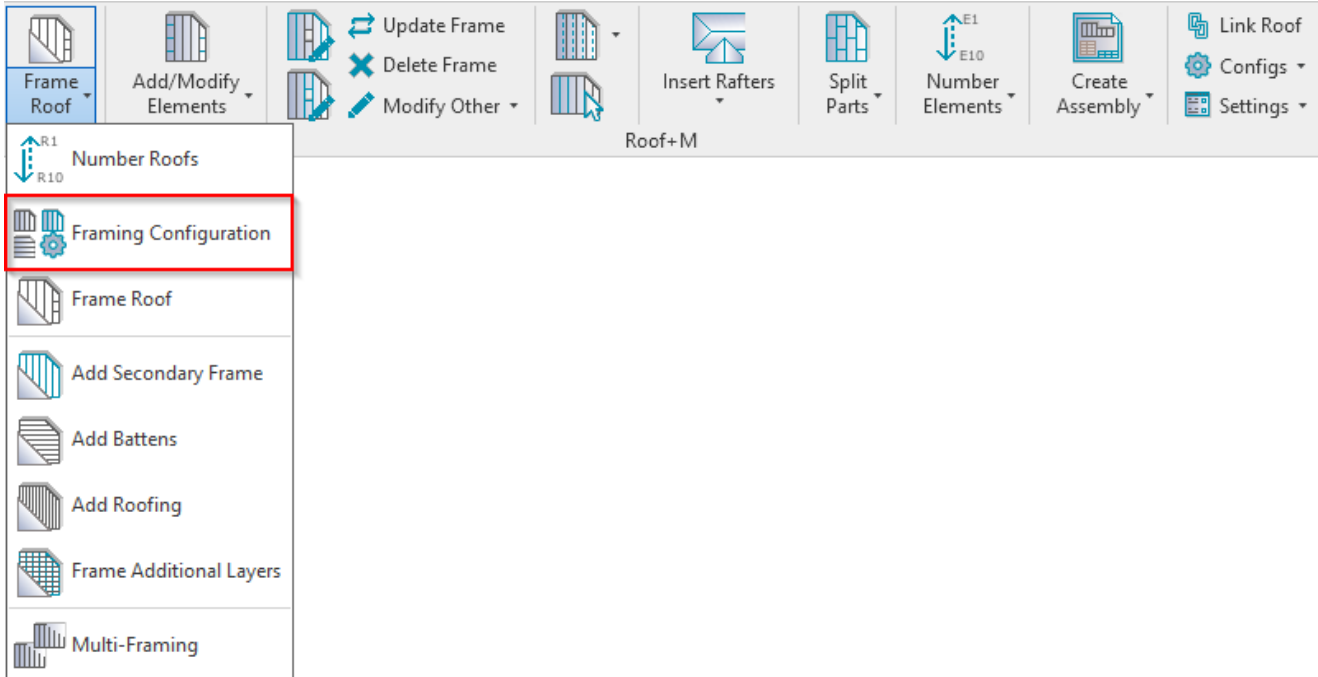 Frame
Roof
Add/Modify
Elements
Update Frame
Delete Frame
Modify Other
Insert Rafters
Split
Parts
E1
E10
Number
Elements
Create
Assembly
Link Roof
Configs
Settings
Roof+M
R1
R10
Number Roofs
Framing Configuration
Frame Roof
Add Secondary Frame
Add Battens
Add Roofing
Frame Additional Layers
Multi-Framing